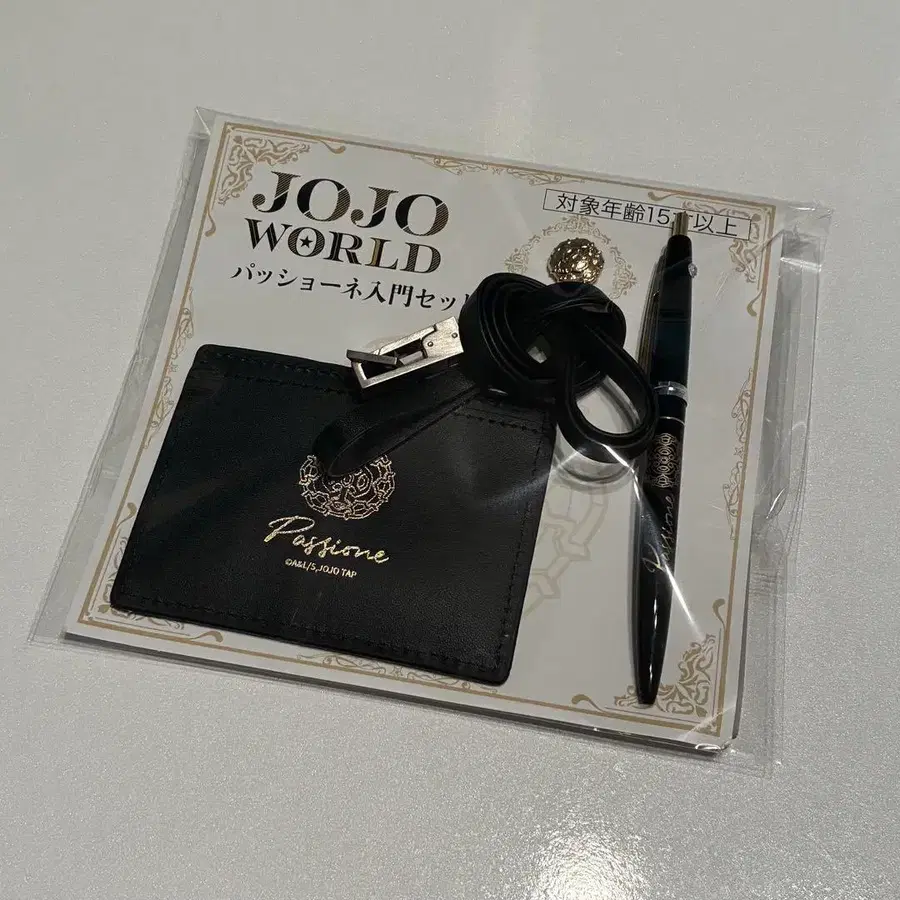 JOJO
WORLD
対象年齢15才以上
パッショーネ入門セット
Passione
©A&L/S,JOJO TAP
Passione